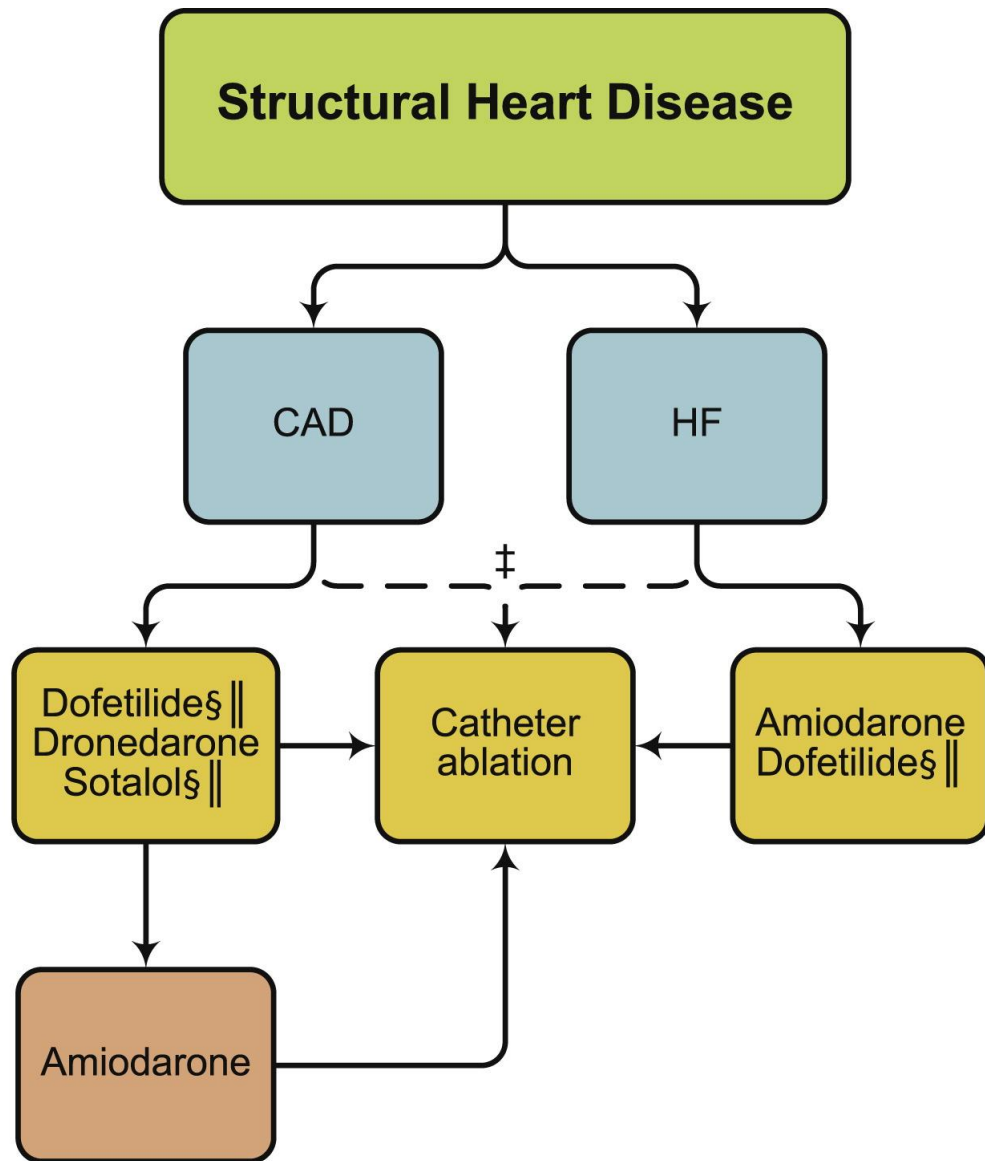 Structural Heart Disease
CAD
HF
‡
Dofetilide§‖
Dronedarone
Sotalol§‖
Catheter
ablation
Amiodarone
Dofetilide§‖
Amiodarone